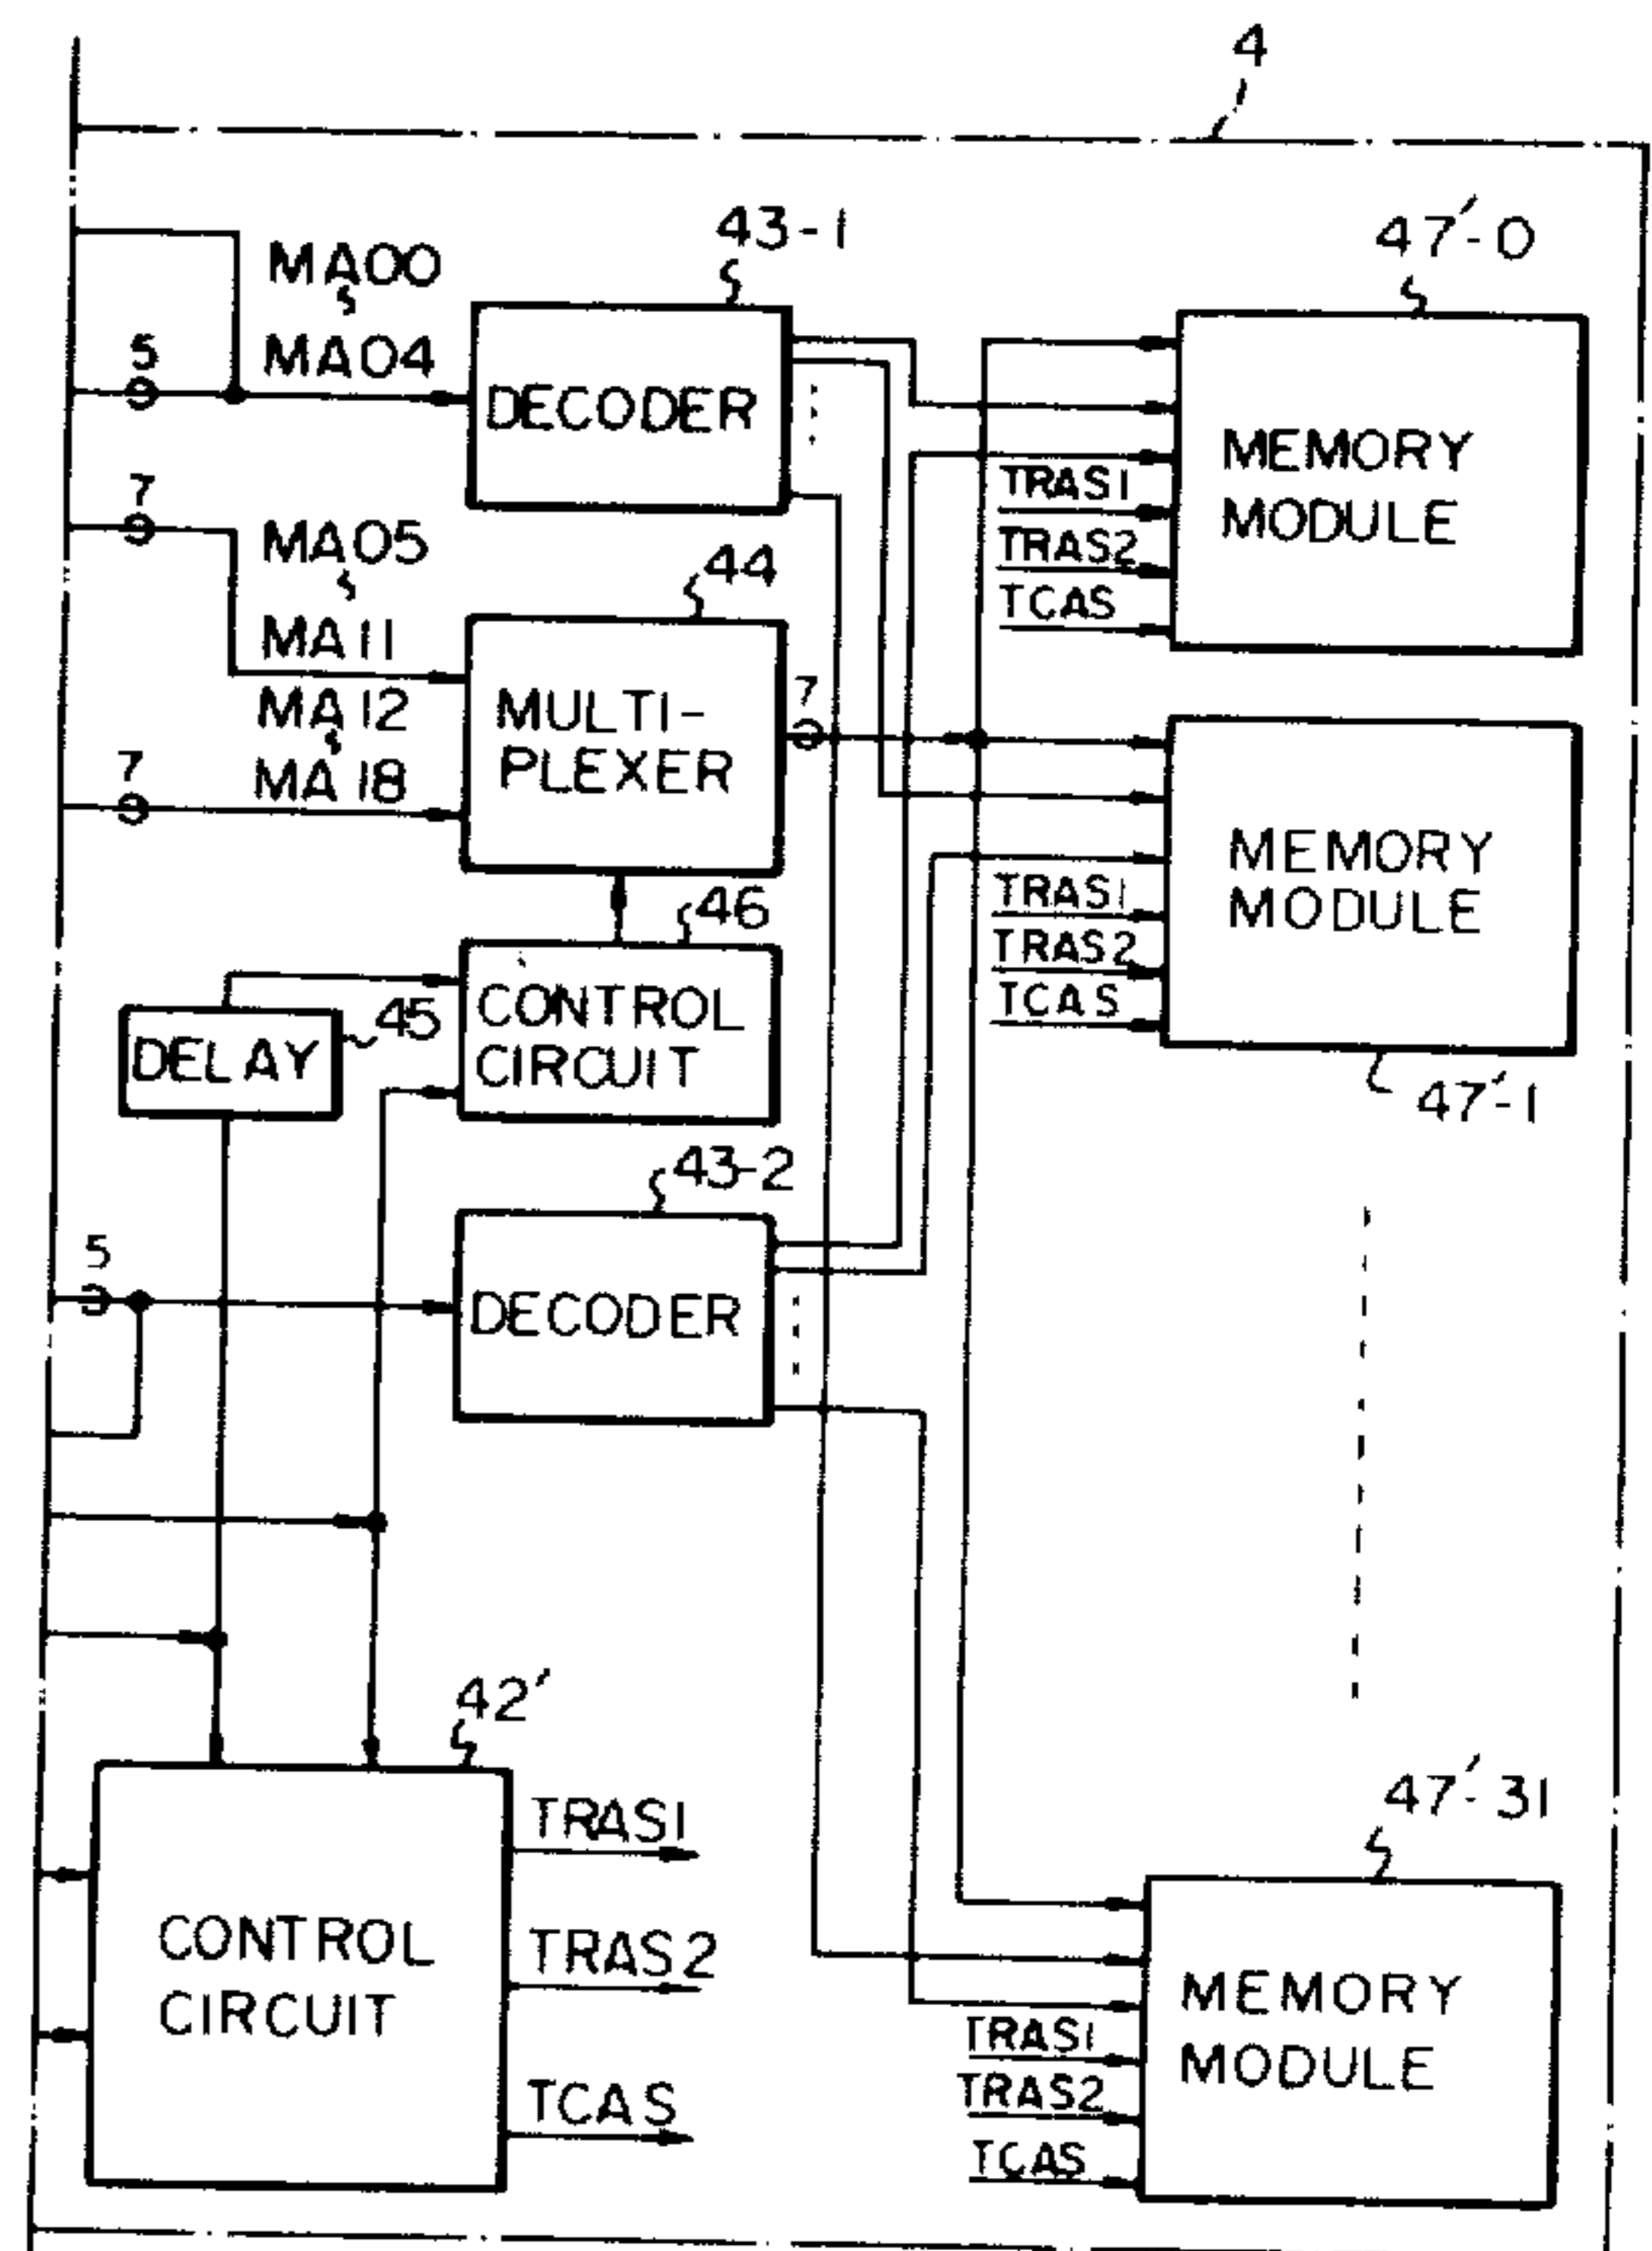 4
43-1
47'-0
MA00
5
MA04
DECODER
MEMORY
MODULE
TRAS1
TRAS2
TCAS
7
MA05
MA11
44
MA12
7
MA18
MULTI-
PLEXER
7
MEMORY
MODULE
TRAS1
TRAS2
TCAS
47'-1
46
CONTROL
CIRCUIT
DELAY
45
43-2
5
DECODER
42'
CONTROL
CIRCUIT
TRAS1
TRAS2
TCAS
47'-31
MEMORY
MODULE
TRAS1
TRAS2
TCAS